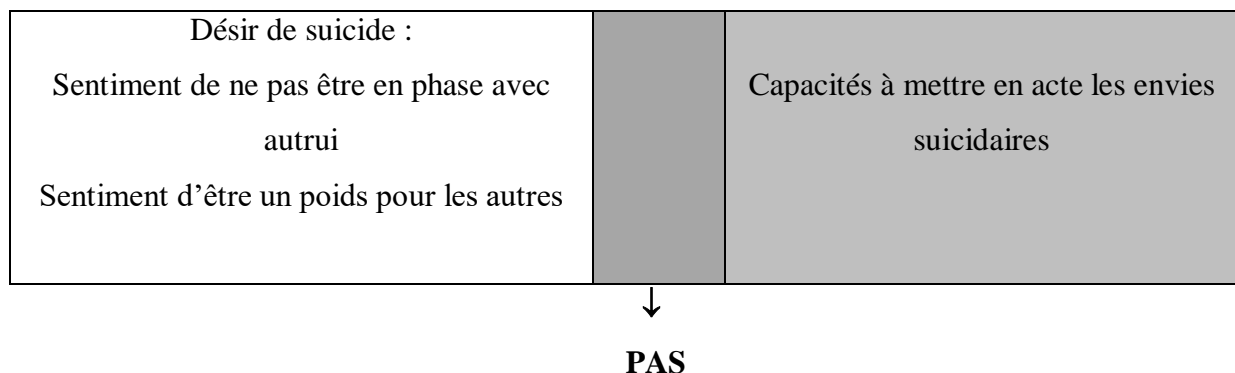 Désir de suicide :
Sentiment de ne pas être en phase avec
autrui
Sentiment d’être un poids pour les autres
Capacités à mettre en acte les envies
suicidaires
↓
PAS